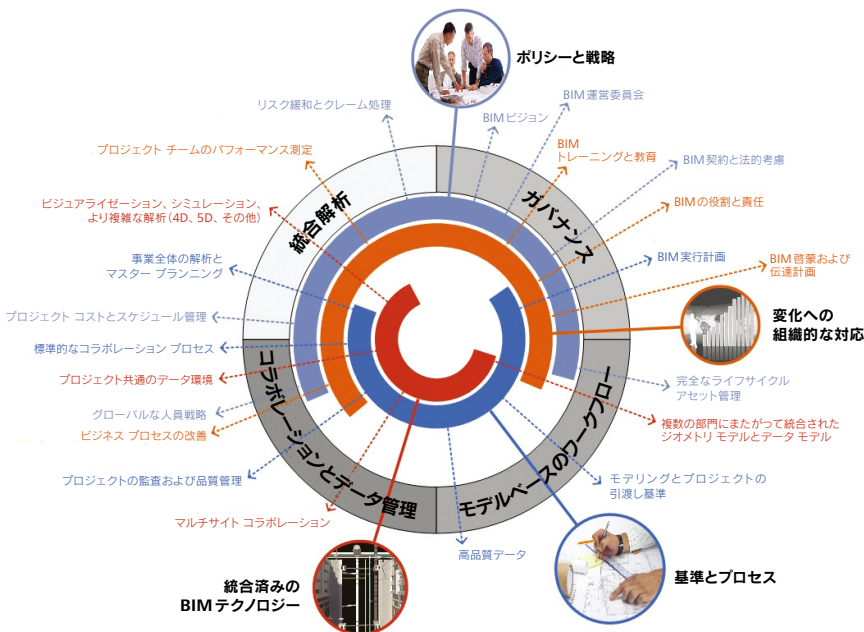 ポリシーと戦略
リスク緩和とクレーム処理
BIM 運営委員会
BIM ビジョン
プロジェクト チームのパフォーマンス測定
BIM
トレーニングと教育
BIM 契約と法的考慮
ビジュアライゼーション、シミュレーション、
より複雑な解析(4D、5D、その他)
統合解析
ガバナンス
BIM の役割と責任
事業全体の解析と
マスター プランニング
BIM 実行計画
BIM 啓蒙および
伝達計画
プロジェクト コストとスケジュール管理
変化への
組織的な対応
標準的なコラボレーション プロセス
プロジェクト共通のデータ環境
完全なライフサイクル
アセット管理
グローバルな人員戦略
ビジネス プロセスの改善
複数の部門にまたがって統合された
ジオメトリ モデルとデータ モデル
コラボレーションとデータ管理
モデルベースのワークフロー
プロジェクトの監査および品質管理
モデリングとプロジェクトの
引渡し基準
マルチサイト コラボレーション
高品質データ
統合済みの
BIM テクノロジー
基準とプロセス